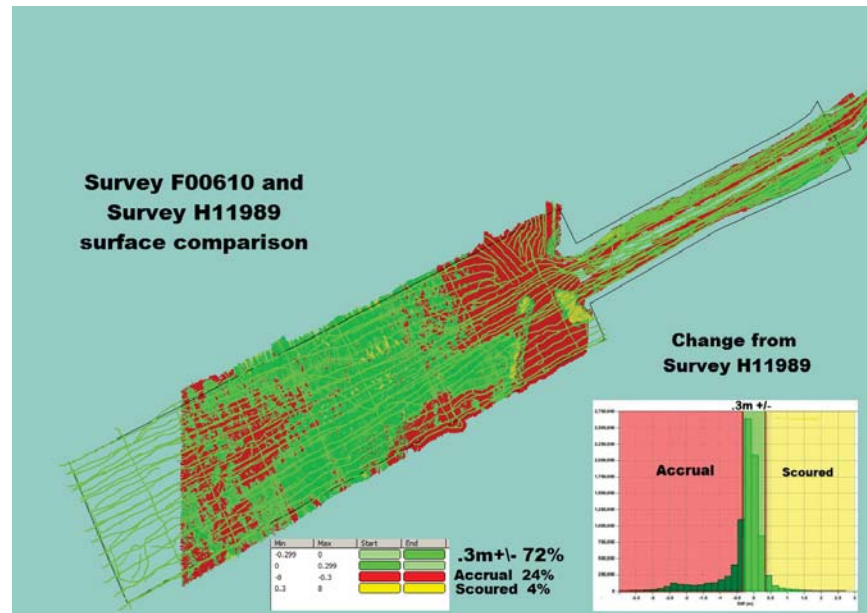 Survey F00610 and
Survey H11989
surface comparison
Change from
Survey H11989
.3m +/-
Accrual
Scoured
Min Max Start End
-0.299 0
0 0.299
-8 -0.3
0.3 8
.3m+\- 72%
Accrual 24%
Scoured 4%